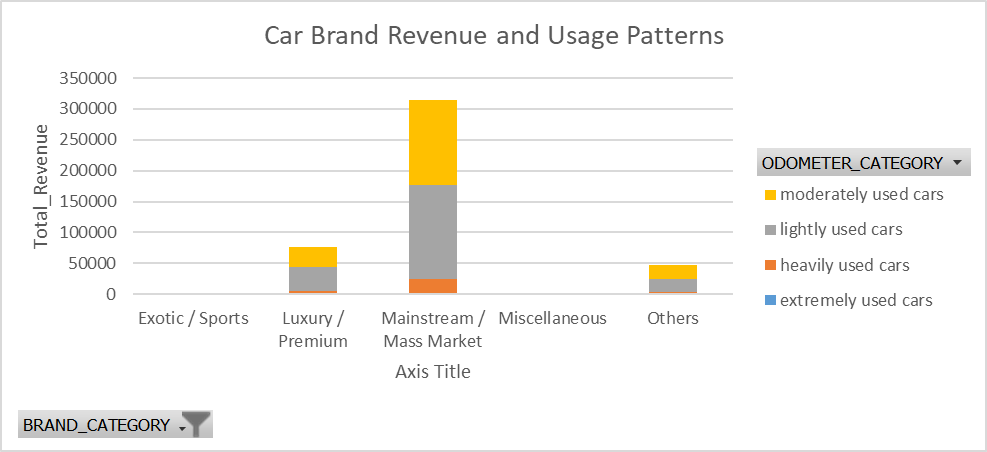 Car Brand Revenue and Usage Patterns
350000
300000
250000
200000
150000
100000
50000
0
Total_Revenue
Exotic / Sports
Luxury /
Premium
Mainstream /
Mass Market
Miscellaneous
Others
Axis Title
ODOMETER_CATEGORY
moderately used cars
lightly used cars
heavily used cars
extremely used cars
BRAND_CATEGORY